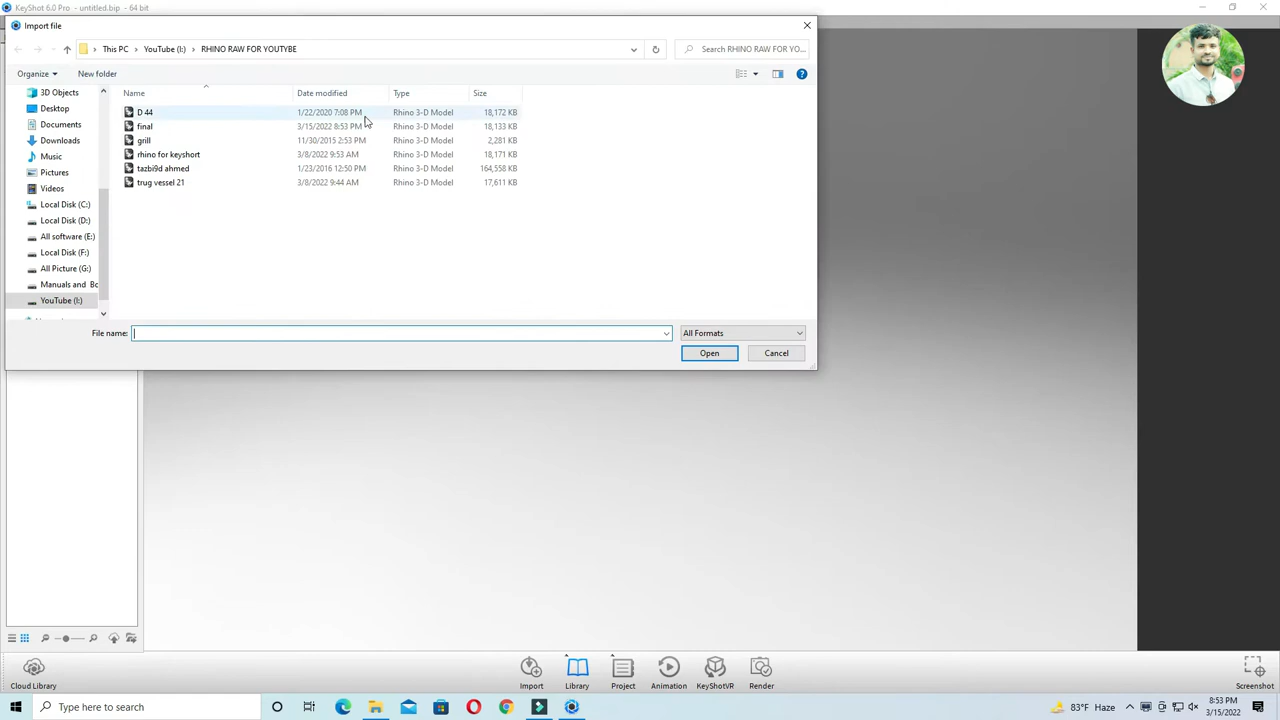 KeyShot 6.0 Pro - untitled.bip - 64 bit
Import file
This PC > YouTube (I:) > RHINO RAW FOR YOUTYBE
Search RHINO RAW FOR YO...
Organize New folder
Name Date modified Type Size
3D Objects
Desktop
Documents
Downloads
Music
Pictures
Videos
Local Disk (C:)
Local Disk (D:)
All software (E:)
Local Disk (F:)
All Picture (G:)
Manuals and Bc
YouTube (I:)
D 44 1/22/2020 7:08 PM Rhino 3-D Model 18,172 KB
final 3/15/2022 8:53 PM Rhino 3-D Model 18,133 KB
grill 11/30/2015 2:53 PM Rhino 3-D Model 2,281 KB
rhino for keyshort 3/8/2022 9:53 AM Rhino 3-D Model 18,171 KB
tazbi9d ahmed 1/23/2016 12:50 PM Rhino 3-D Model 164,558 KB
trug vessel 21 3/8/2022 9:44 AM Rhino 3-D Model 17,611 KB
File name: All Formats
Open Cancel
Cloud Library Import Library Project Animation KeyShotVR Render Screenshot
Type here to search 83°F Haze 8:53 PM
3/15/2022